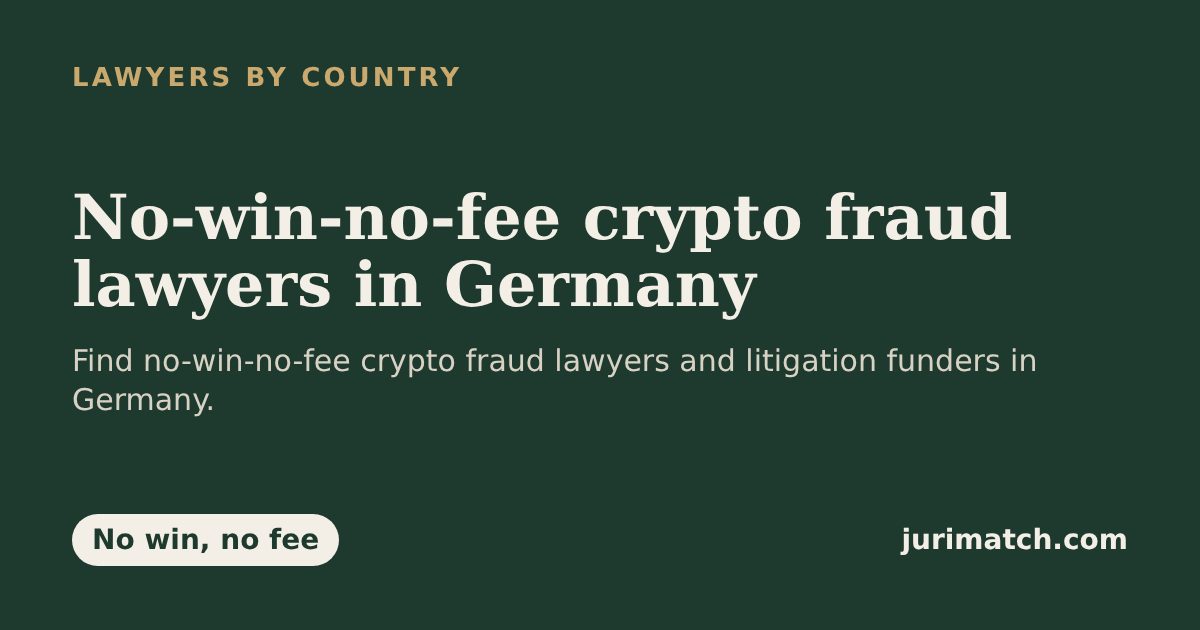 LAWYERS BY COUNTRY
No-win-no-fee crypto fraud
lawyers in Germany
Find no-win-no-fee crypto fraud lawyers and litigation funders in
Germany.
No win, no fee
jurimatch.com